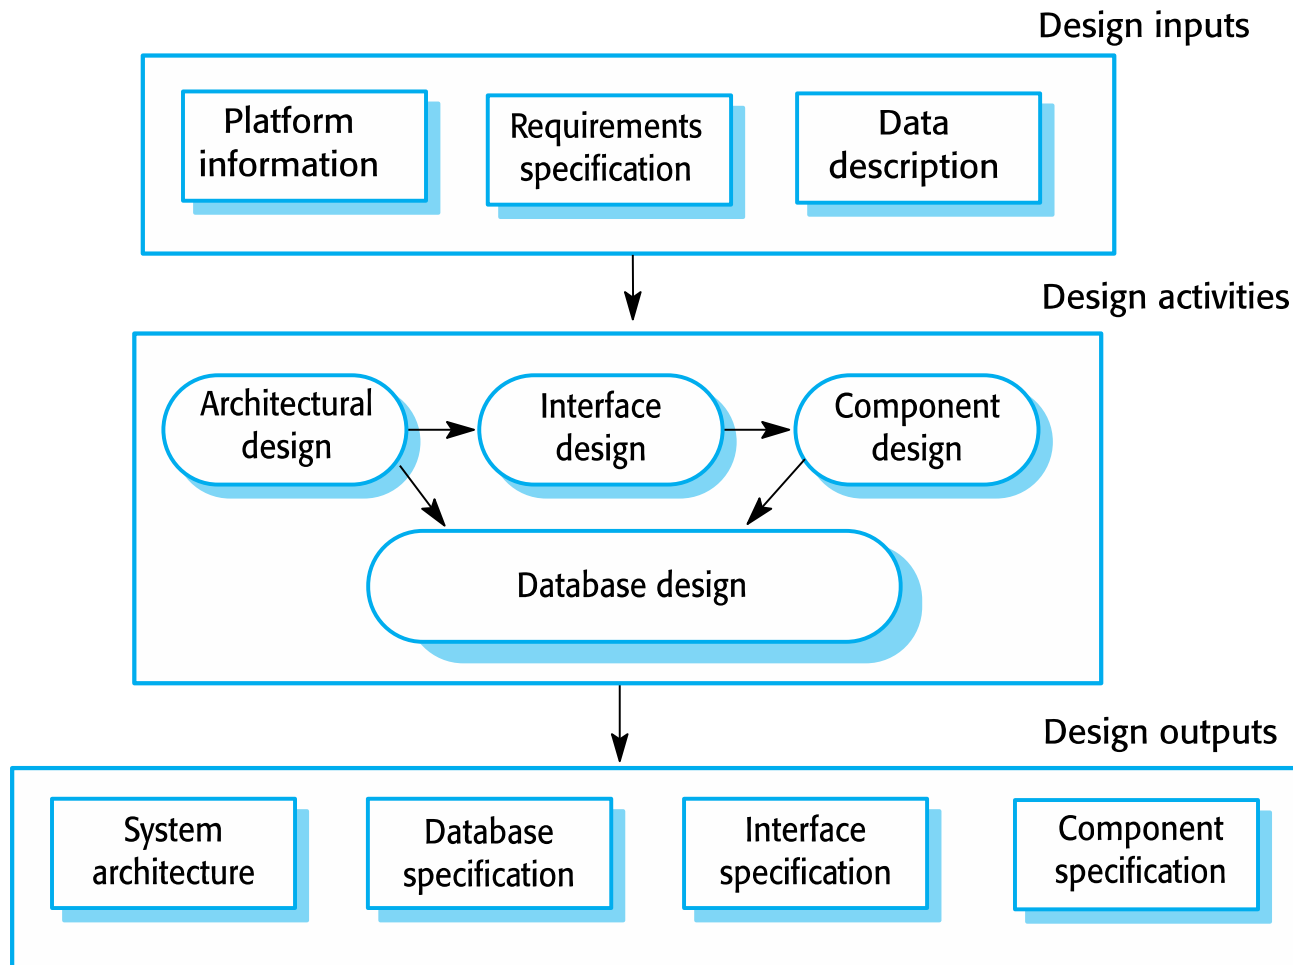 Design inputs
Platform
information
Requirements
specification
Data
description
Design activities
Architectural
design
Interface
design
Component
design
Database design
Design outputs
System
architecture
Database
specification
Interface
specification
Component
specification